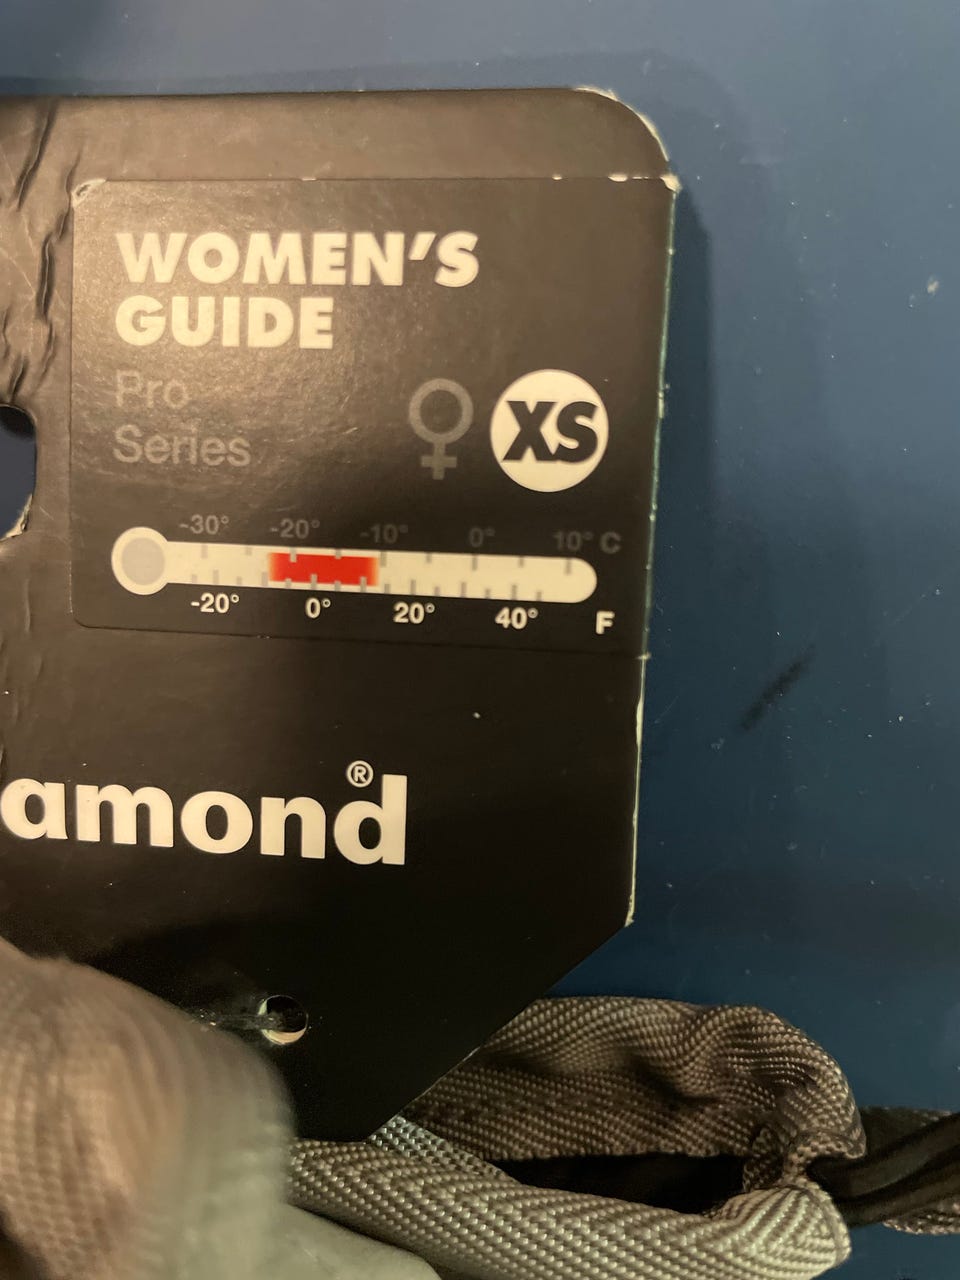 WOMEN'S
GUIDE
Pro
Series
XS
-30° -20° -10° 0° 10° C
-20° 0° 20° 40° F
amond®